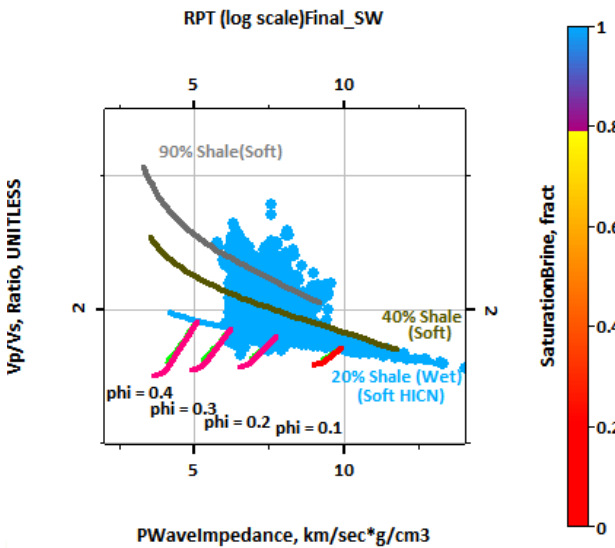 RPT (log scale)Final_SW
5 10
90% Shale(Soft)
Vp/Vs, Ratio, UNITLESS
2
2
40% Shale
(Soft)
20% Shale (Wet)
(Soft HICN)
phi = 0.4
phi = 0.3
phi = 0.2
phi = 0.1
5 10
PWaveImpedance, km/sec*g/cm3
SaturationBrine, fract
1
0.8
0.6
0.4
0.2
0